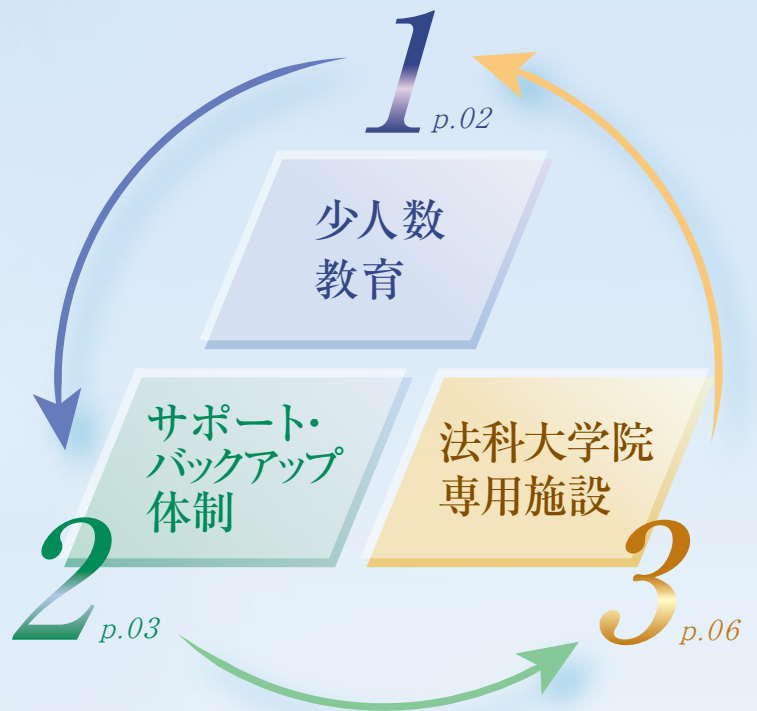 1
p.02
少人数
教育
サポート・
バックアップ
体制
2
p.03
法科大学院
専用施設
3
p.06